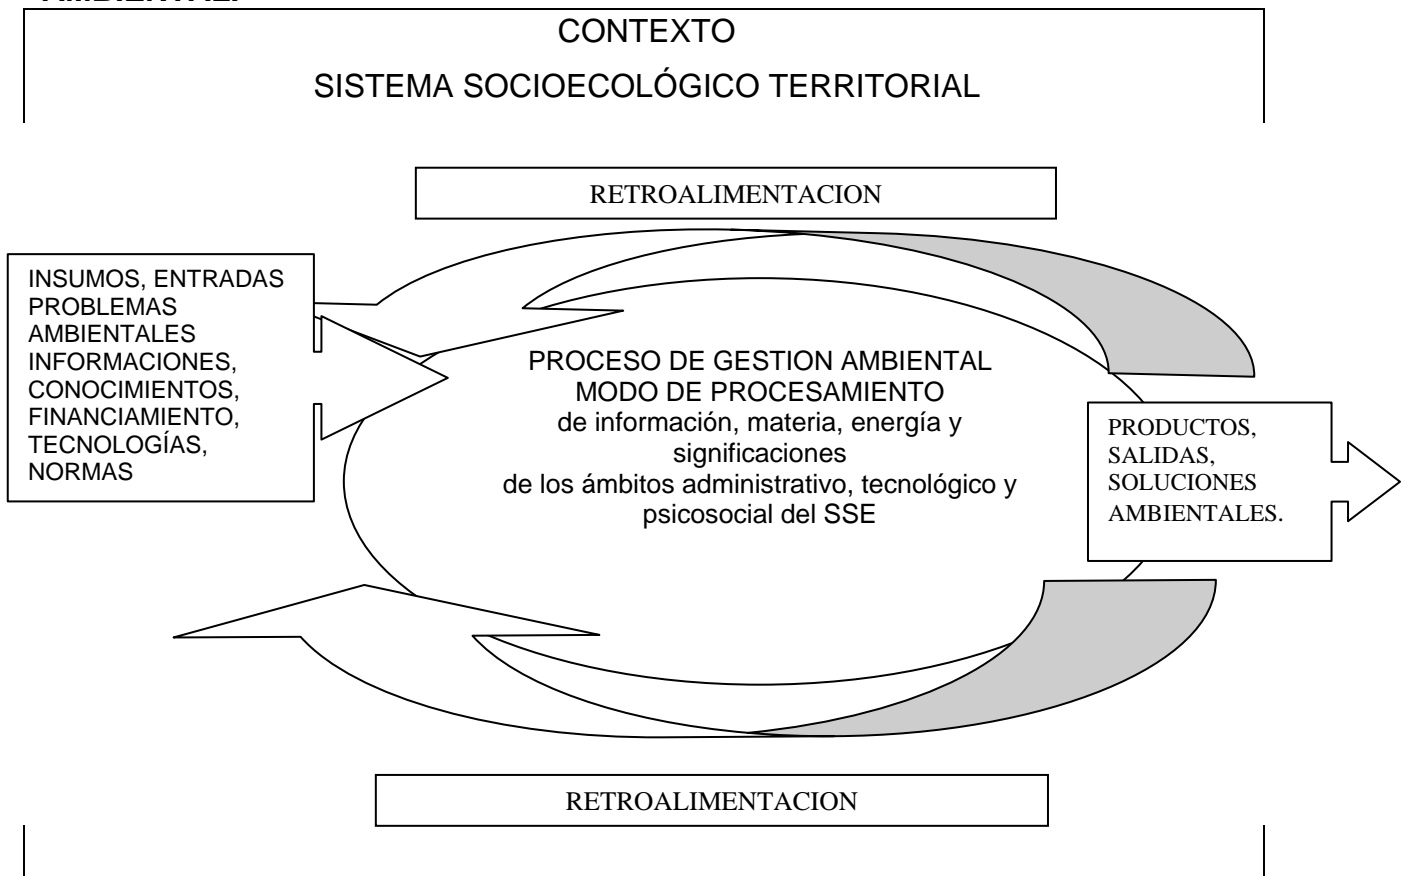 CONTEXTO
SISTEMA SOCIOECOLÓGICO TERRITORIAL
RETROALIMENTACION
INSUMOS, ENTRADAS
PROBLEMAS
AMBIENTALES
INFORMACIONES,
CONOCIMIENTOS,
FINANCIAMIENTO,
TECNOLOGÍAS,
NORMAS
PROCESO DE GESTION AMBIENTAL
MODO DE PROCESAMIENTO
de información, materia, energía y
significaciones
de los ámbitos administrativo, tecnológico y
psicosocial del SSE
PRODUCTOS,
SALIDAS,
SOLUCIONES
AMBIENTALES.
RETROALIMENTACION